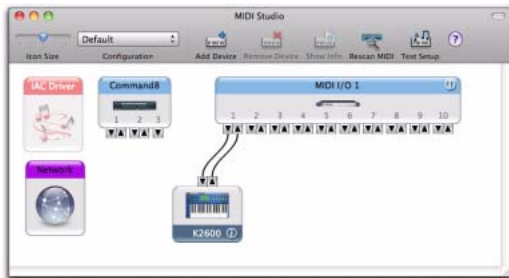 MIDI Studio
Default
Icon Size
Configuration
Add Device
Remove Device
Show Info
Rescan MIDI
Test Setup
?
IAC Driver
Command8
1 2 3
MIDI I/O 1
1 2 3 4 5 6 7 8 9 10
Network
K2600